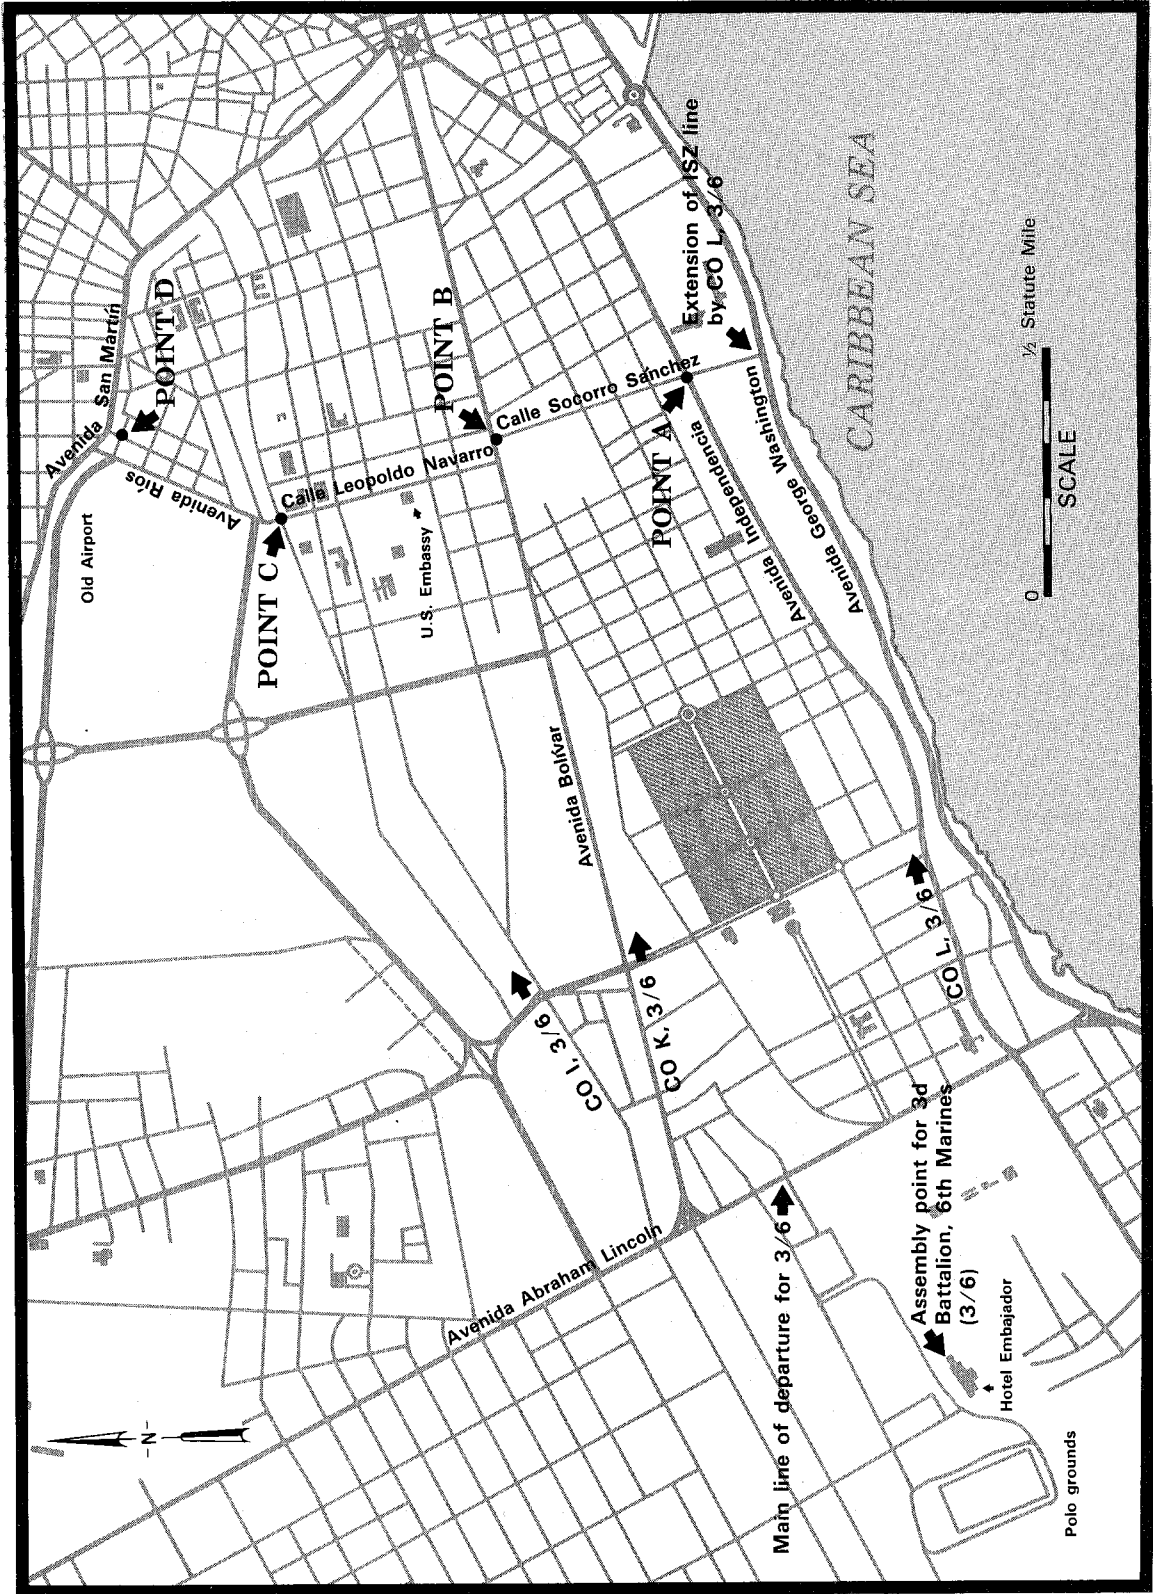 Avenida San Martín
POINT D
Avenida Ríos
Old Airport
POINT C
Calle Leopoldo Navarro
U.S. Embassy
POINT B
Calle Socorro Sánchez
POINT A
Extension of ISZ line
by CO L, 3/6
Avenida Independencia
Avenida George Washington
CARIBBEAN SEA
0
½ Statute Mile
SCALE
Avenida Bolívar
CO I, 3/6
CO K, 3/6
CO L, 3/6
Avenida Abraham Lincoln
Main line of departure for 3/6
Assembly point for 3d
Battalion, 6th Marines
(3/6)
Hotel Embajador
Polo grounds
-N-